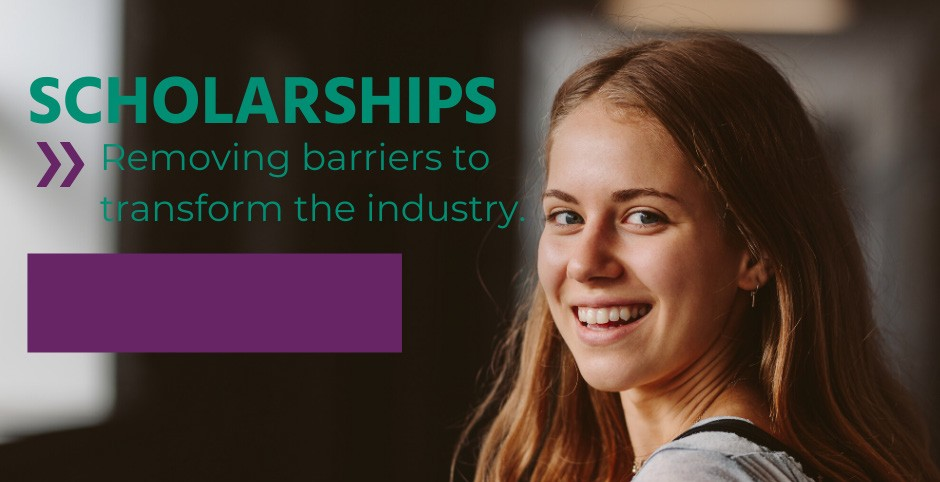 SCHOLARSHIPS
Removing barriers to
transform the industry.